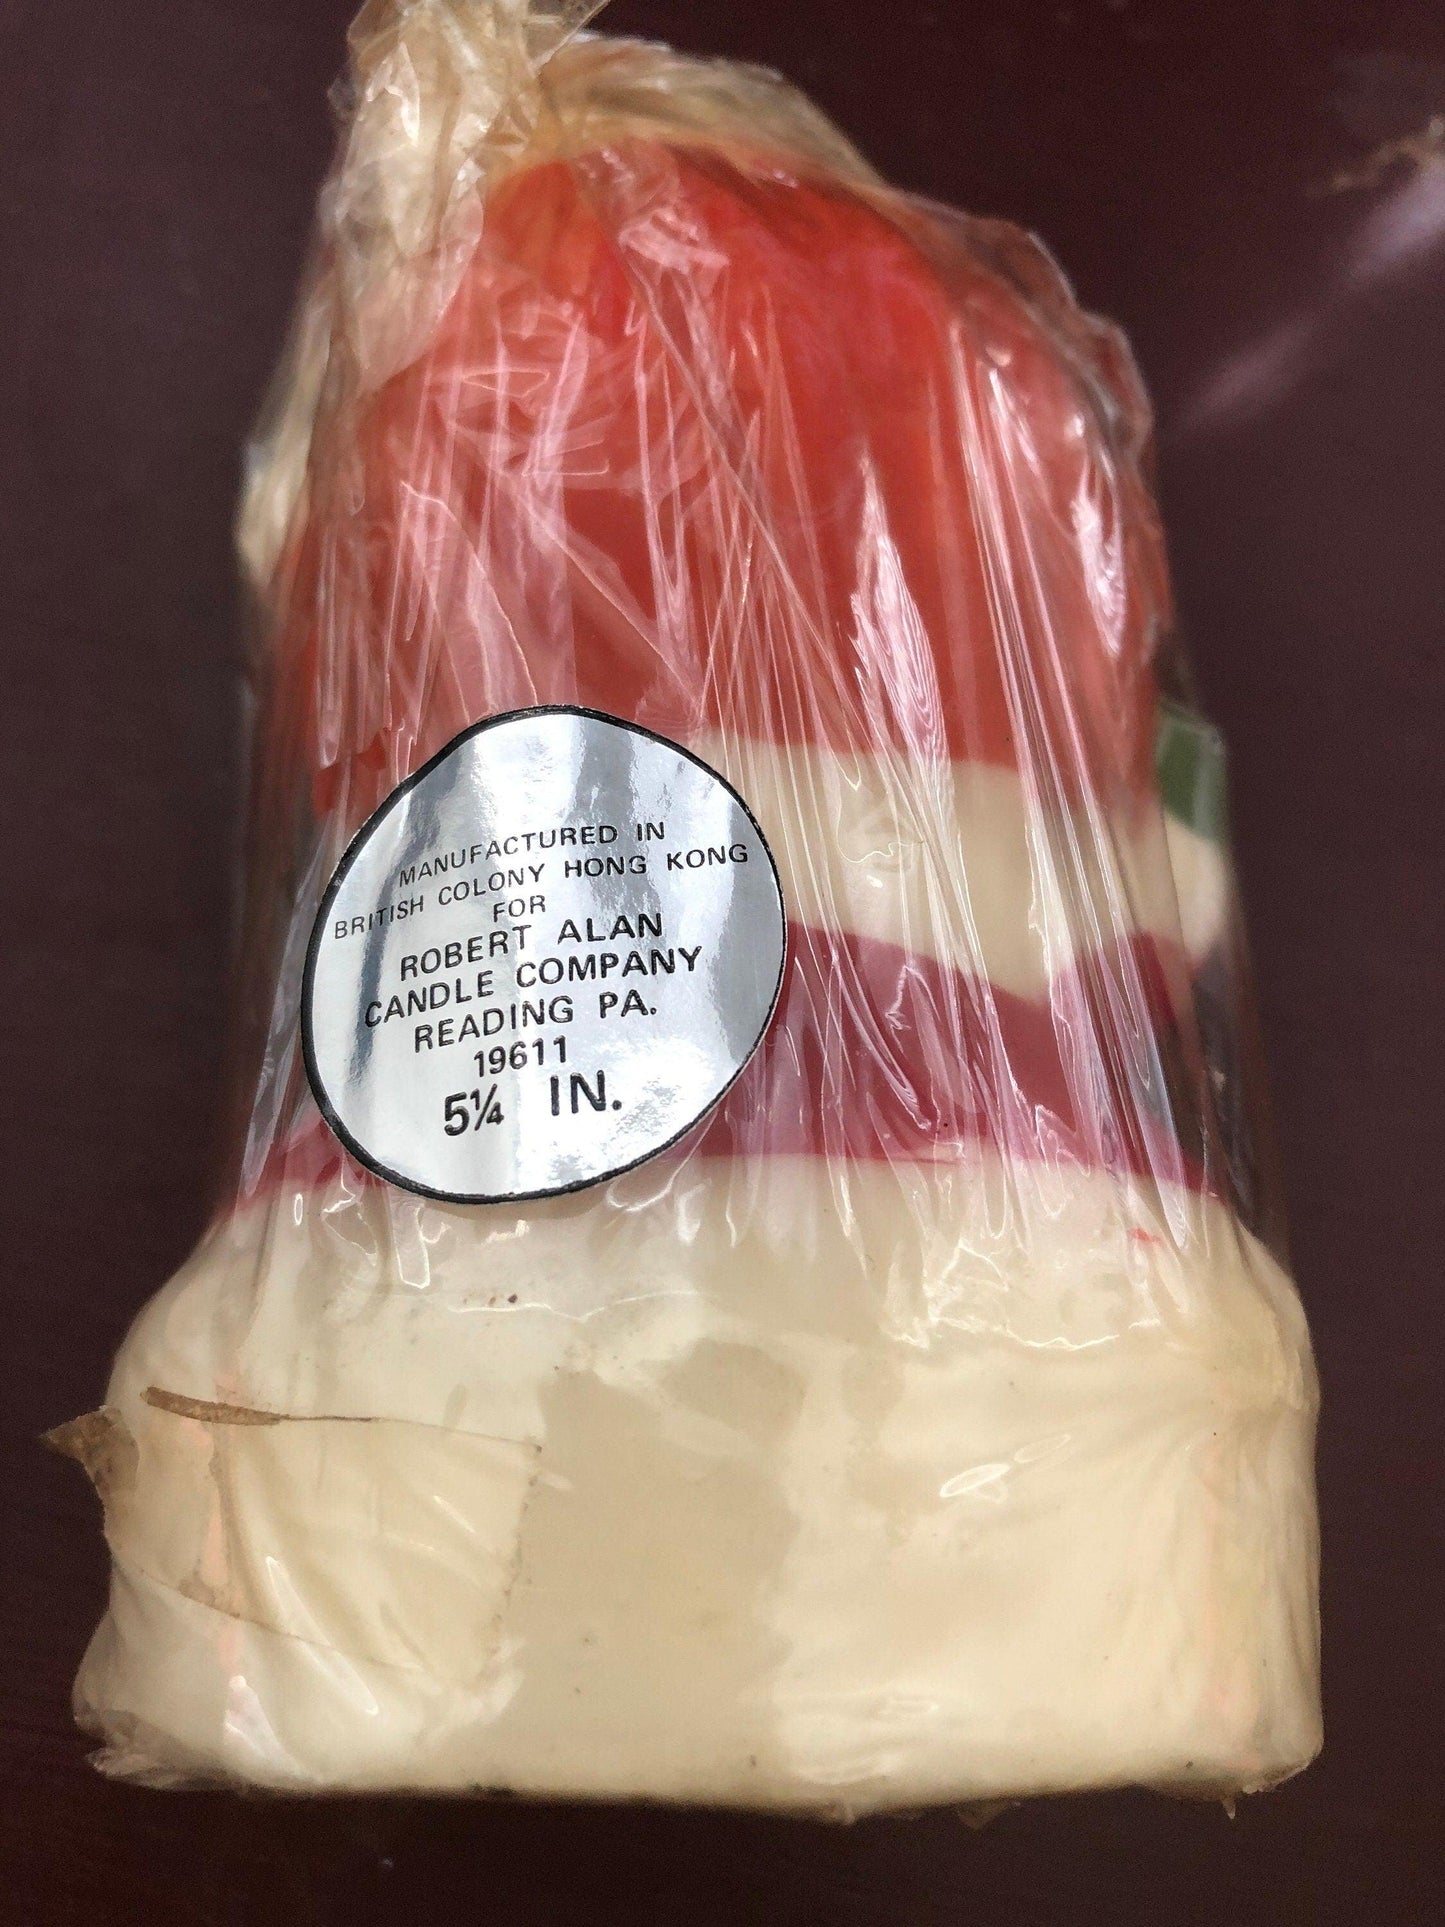 MANUFACTURED IN
BRITISH COLONY HONG KONG
FOR
ROBERT ALAN
CANDLE COMPANY
READING PA.
19611
5¼ IN.